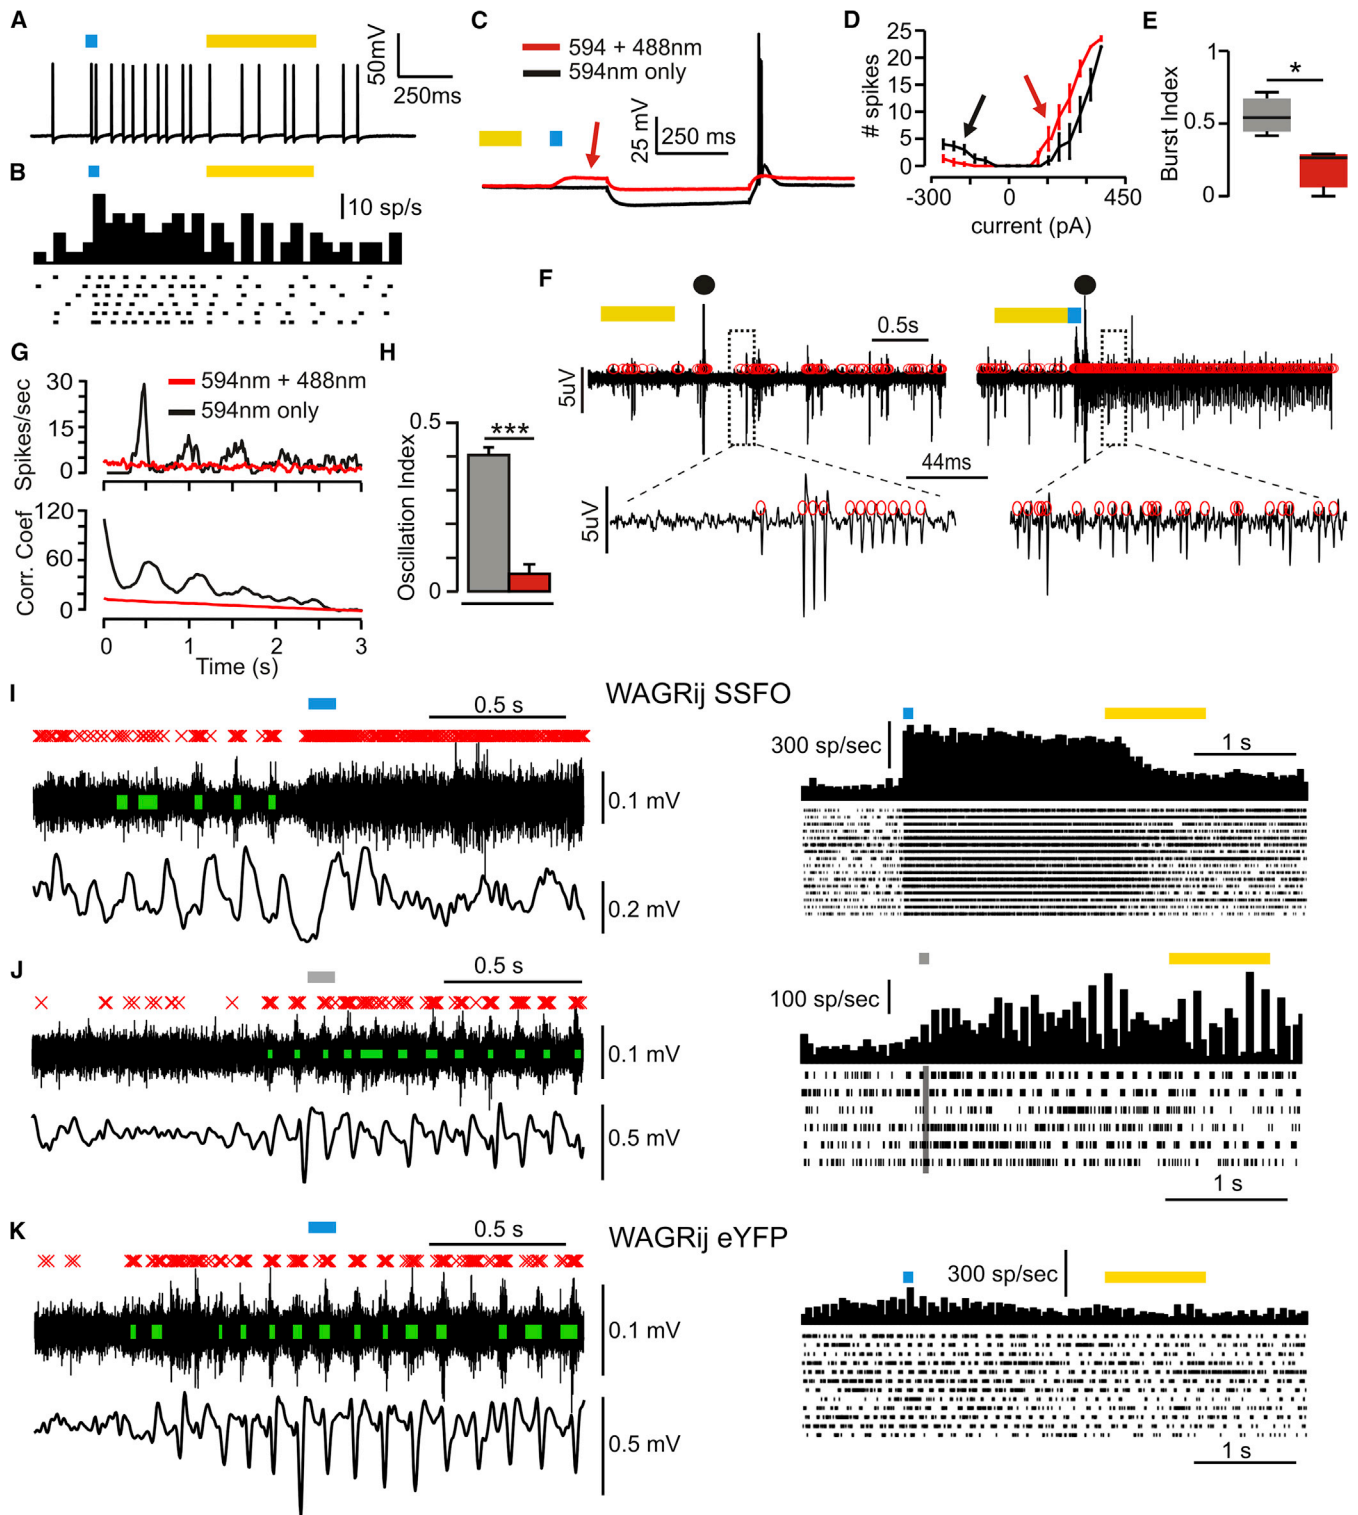 A
50mV
250ms
B
10 sp/s
C
594 + 488nm
594nm only
25 mV
250 ms
D
# spikes
25
20
15
10
5
0
-300
0
450
current (pA)
E
Burst Index
1
0.5
0
*
F
0.5s
5uV
44ms
5uV
G
594nm + 488nm
594nm only
Spikes/sec
30
15
0
Corr. Coef
120
60
0
0
1
2
3
Time (s)
H
Oscillation Index
0.5
0
***
I
WAGRij SSFO
0.5 s
0.1 mV
0.2 mV
300 sp/sec
1 s
J
0.5 s
0.1 mV
0.5 mV
100 sp/sec
1 s
K
WAGRij eYFP
0.5 s
0.1 mV
0.5 mV
300 sp/sec
1 s